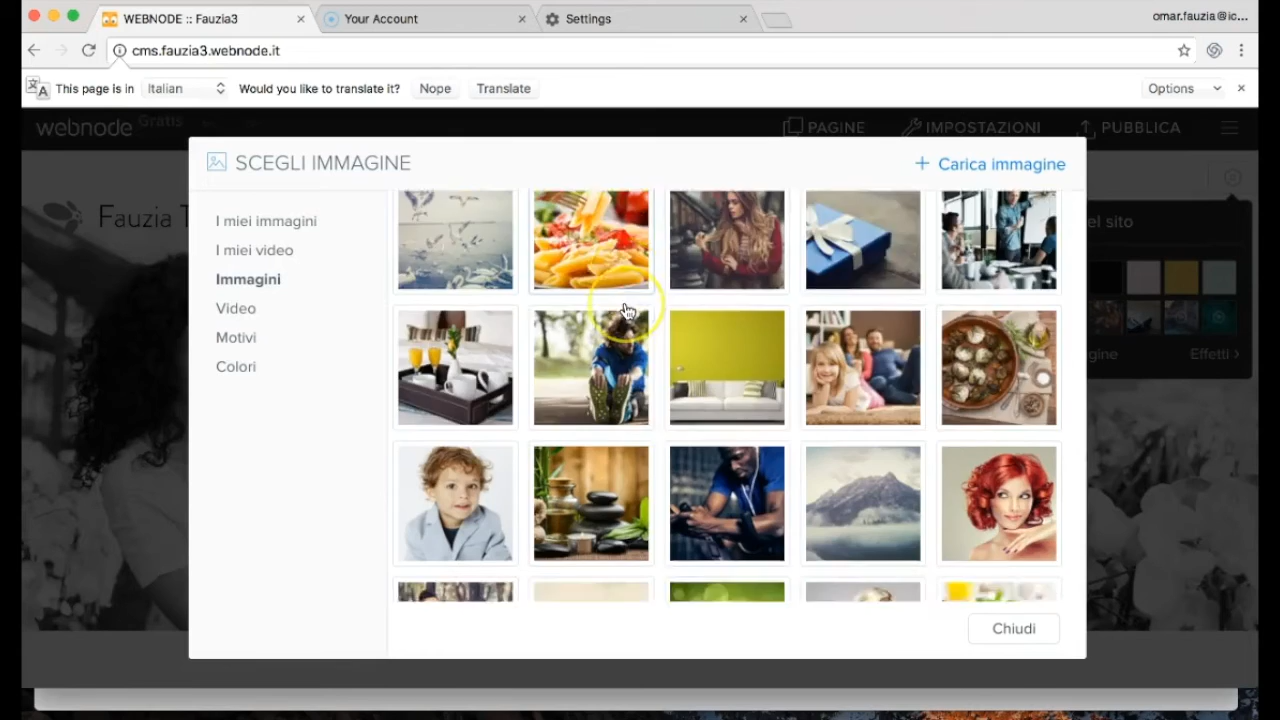 WEBNODE :: Fauzia3
Your Account
Settings
omar.fauzia@ic...
cms.fauzia3.webnode.it
This page is in
Italian
Would you like to translate it?
Nope
Translate
Options
webnode
Gratis
PAGINE
IMPOSTAZIONI
PUBBLICA
SCEGLI IMMAGINE
+ Carica immagine
Fauzia
el sito
I miei immagini
I miei video
Immagini
Video
Motivi
Colori
gine
Effetti
Chiudi